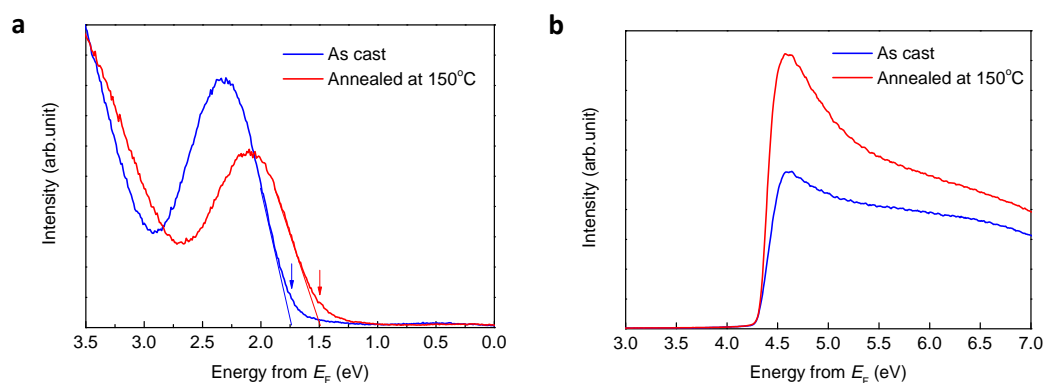 a
As cast
Annealed at 150°C
Intensity (arb.unit)
3.5 3.0 2.5 2.0 1.5 1.0 0.5 0.0
Energy from E_F (eV)
b
As cast
Annealed at 150°C
Intensity (arb.unit)
3.0 3.5 4.0 4.5 5.0 5.5 6.0 6.5 7.0
Energy from E_F (eV)